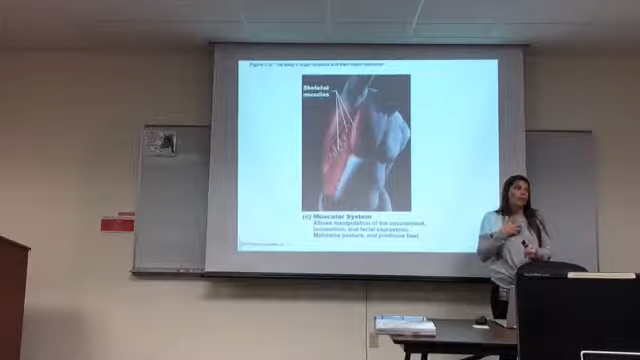 Skeletal
muscles
(c) Muscular System
Allows manipulation of the environment,
locomotion, and facial expression.
Maintains posture, and produces heat.